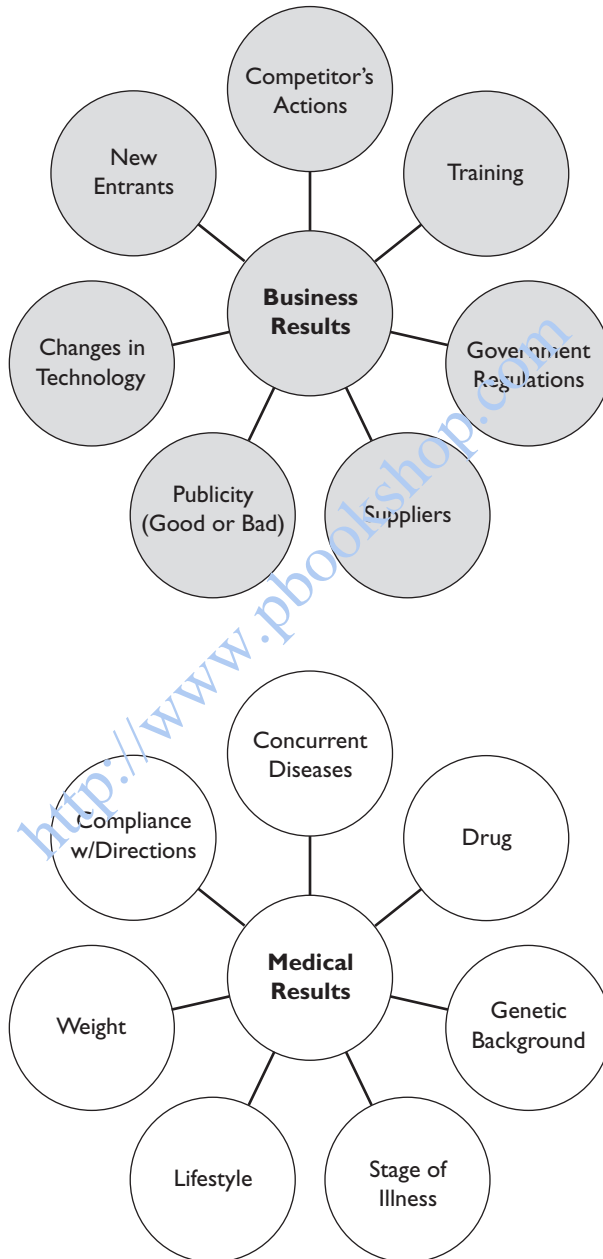 Competitor's
Actions
New
Entrants
Training
Business
Results
Changes in
Technology
Government
Regulations
Publicity
(Good or Bad)
Suppliers
http://www.pbookshop.com
Concurrent
Diseases
Compliance
w/Directions
Drug
Medical
Results
Weight
Genetic
Background
Lifestyle
Stage of
Illness